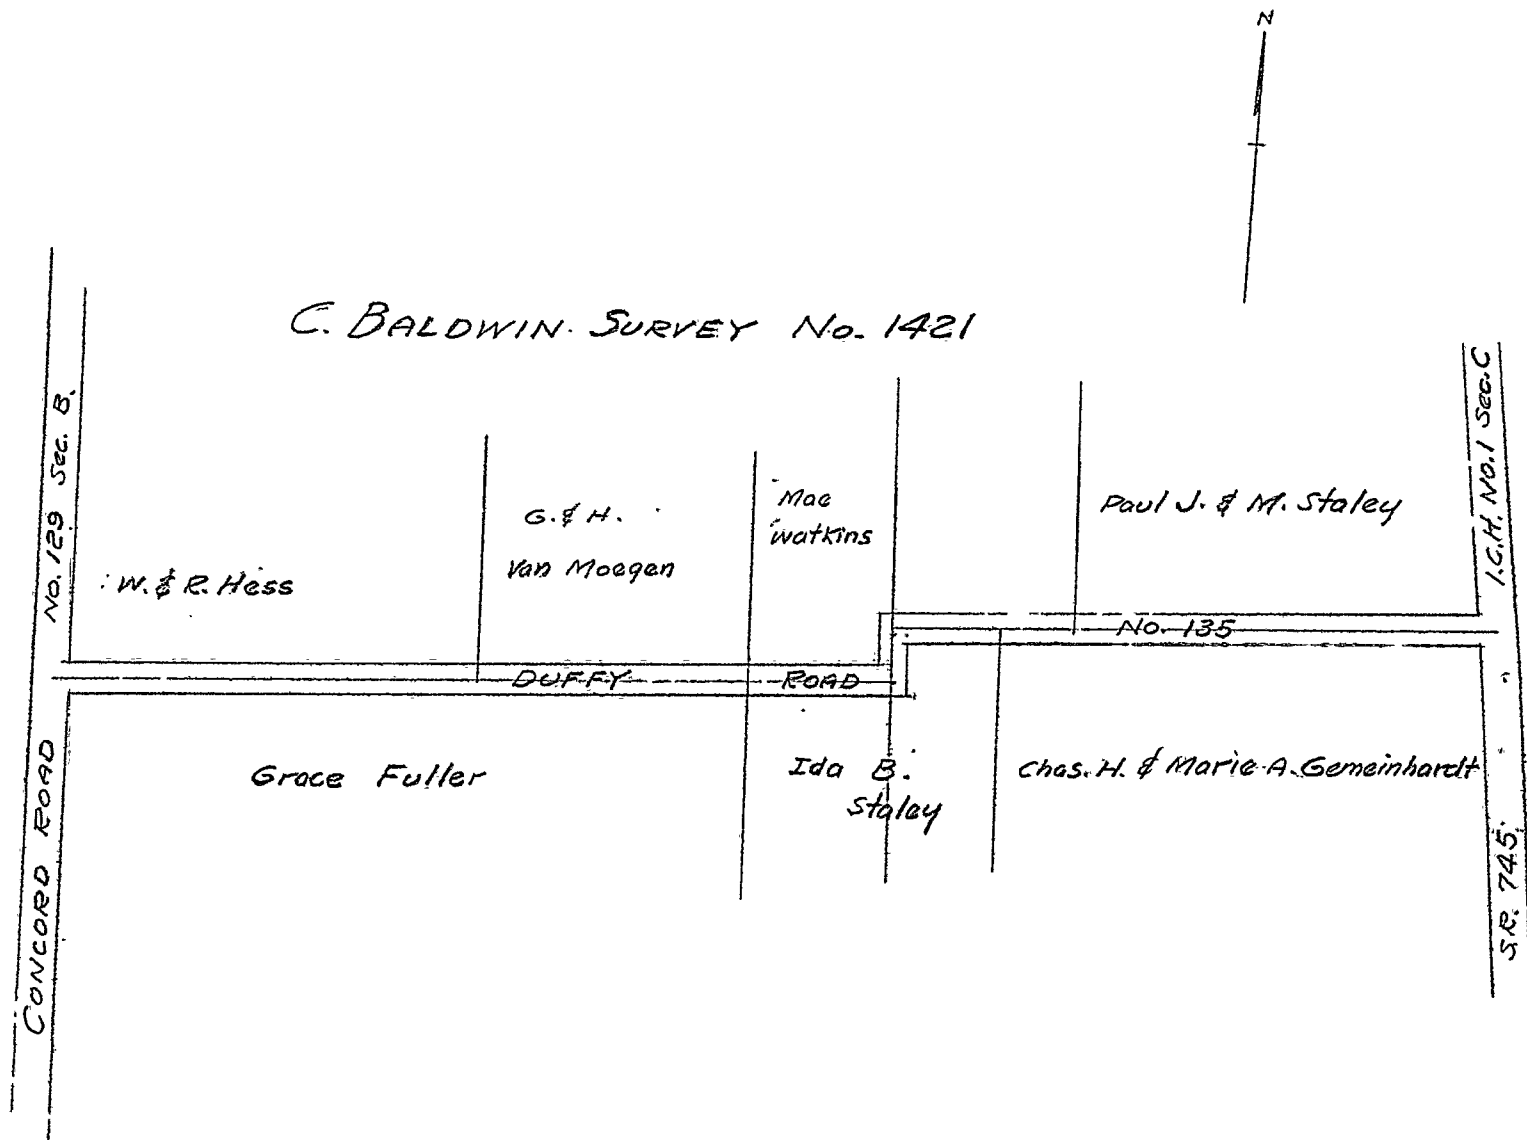 N
C. BALDWIN SURVEY No. 1421
No. 129 Sec. B.
I.C.H. No. 1 Sec. C
W. & R. Hess
G. & H.
Van Moegen
Mae
Watkins
Paul J. & M. Staley
No. 135
DUFFY ROAD
Grace Fuller
Ida B.
Staley
Chas. H. & Marie A. Gemeinhardt
CONCORD ROAD
S.R. 745